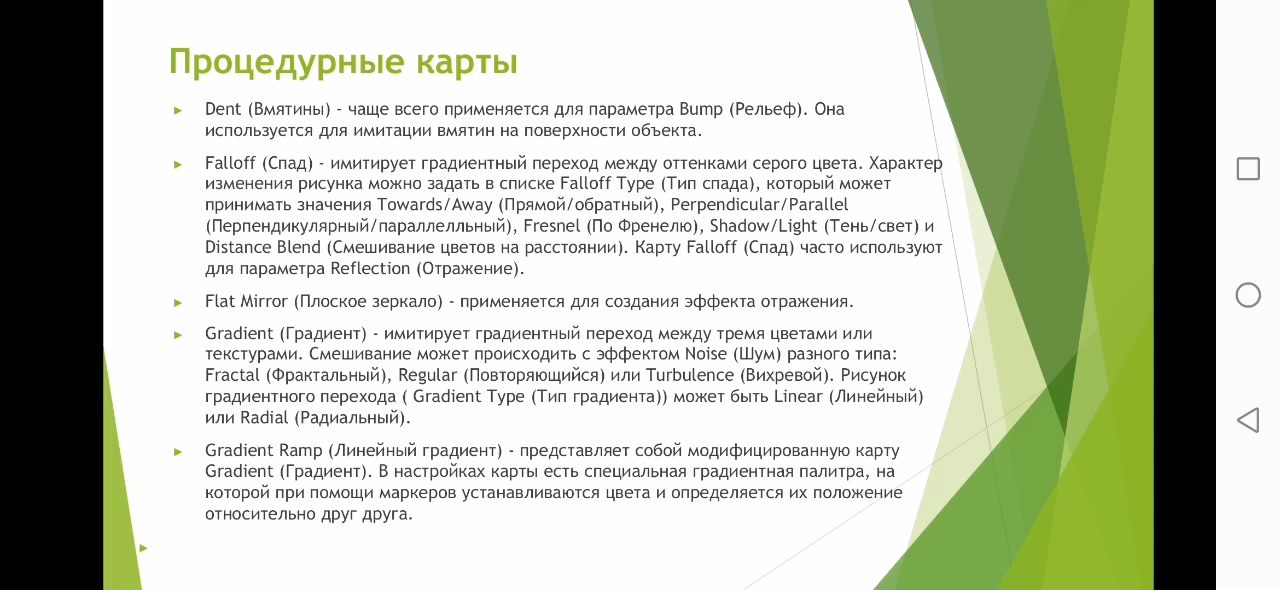 Процедурные карты
Dent (Вмятины) - чаще всего применяется для параметра Bump (Рельеф). Она
используется для имитации вмятин на поверхности объекта.
Falloff (Спад) - имитирует градиентный переход между оттенками серого цвета. Характер
изменения рисунка можно задать в списке Falloff Type (Тип спада), который может
принимать значения Towards/Away (Прямой/обратный), Perpendicular/Parallel
(Перпендикулярный/параллелльный), Fresnel (По Френелю), Shadow/Light (Тень/свет) и
Distance Blend (Смешивание цветов на расстоянии). Карту Falloff (Спад) часто используют
для параметра Reflection (Отражение).
Flat Mirror (Плоское зеркало) - применяется для создания эффекта отражения.
Gradient (Градиент) - имитирует градиентный переход между тремя цветами или
текстурами. Смешивание может происходить с эффектом Noise (Шум) разного типа:
Fractal (Фрактальный), Regular (Повторяющийся) или Turbulence (Вихревой). Рисунок
градиентного перехода ( Gradient Type (Тип градиента)) может быть Linear (Линейный)
или Radial (Радиальный).
Gradient Ramp (Линейный градиент) - представляет собой модифицированную карту
Gradient (Градиент). В настройках карты есть специальная градиентная палитра, на
которой при помощи маркеров устанавливаются цвета и определяется их положение
относительно друг друга.